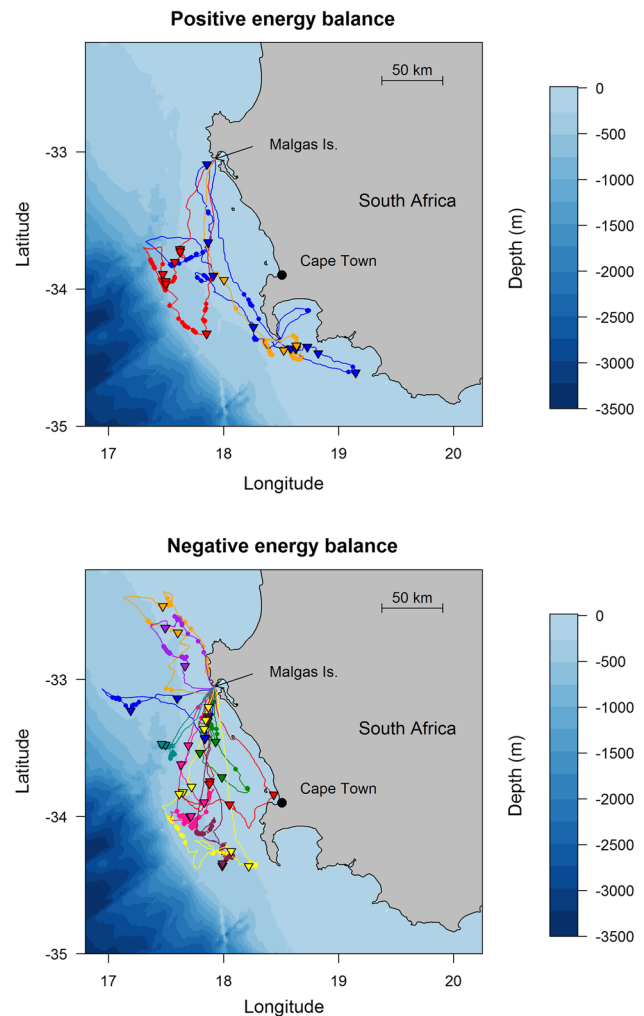 Positive energy balance
50 km
Malgas Is.
South Africa
Cape Town
-33
-34
-35
Latitude
17
18
19
20
Longitude
0
-500
-1000
-1500
-2000
-2500
-3000
-3500
Depth (m)
Negative energy balance
50 km
Malgas Is.
South Africa
Cape Town
-33
-34
-35
Latitude
17
18
19
20
Longitude
0
-500
-1000
-1500
-2000
-2500
-3000
-3500
Depth (m)